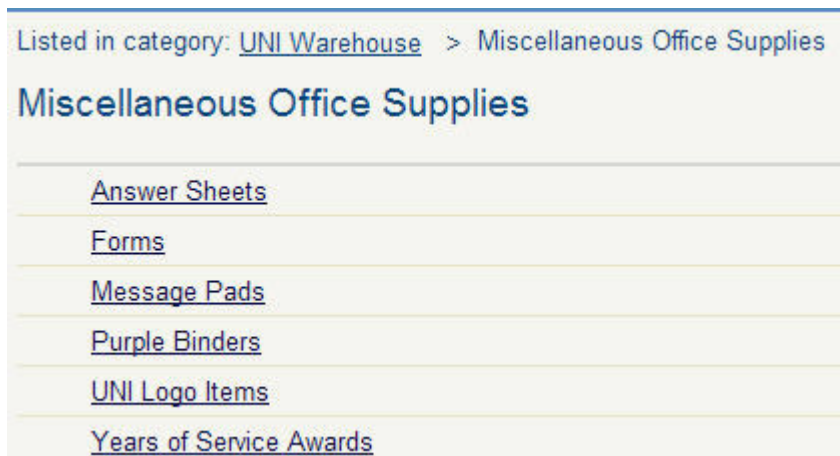 Listed in category: UNI Warehouse > Miscellaneous Office Supplies
Miscellaneous Office Supplies
Answer Sheets
Forms
Message Pads
Purple Binders
UNI Logo Items
Years of Service Awards